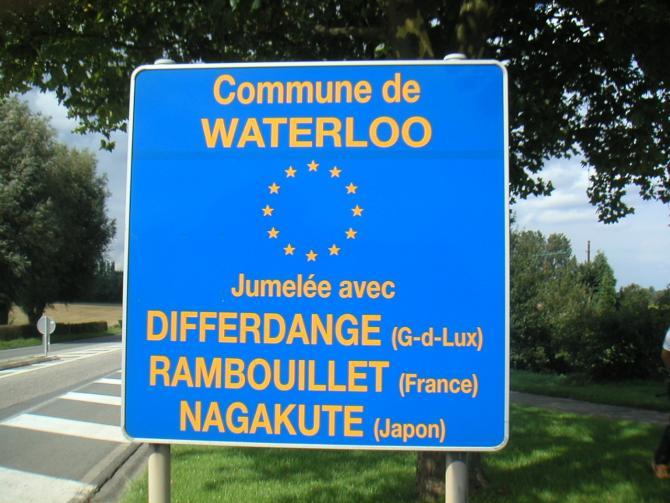 Commune de
WATERLOO
Jumelée avec
DIFFERDANGE (G-d-Lux)
RAMBOUILLET (France)
NAGAKUTE (Japon)